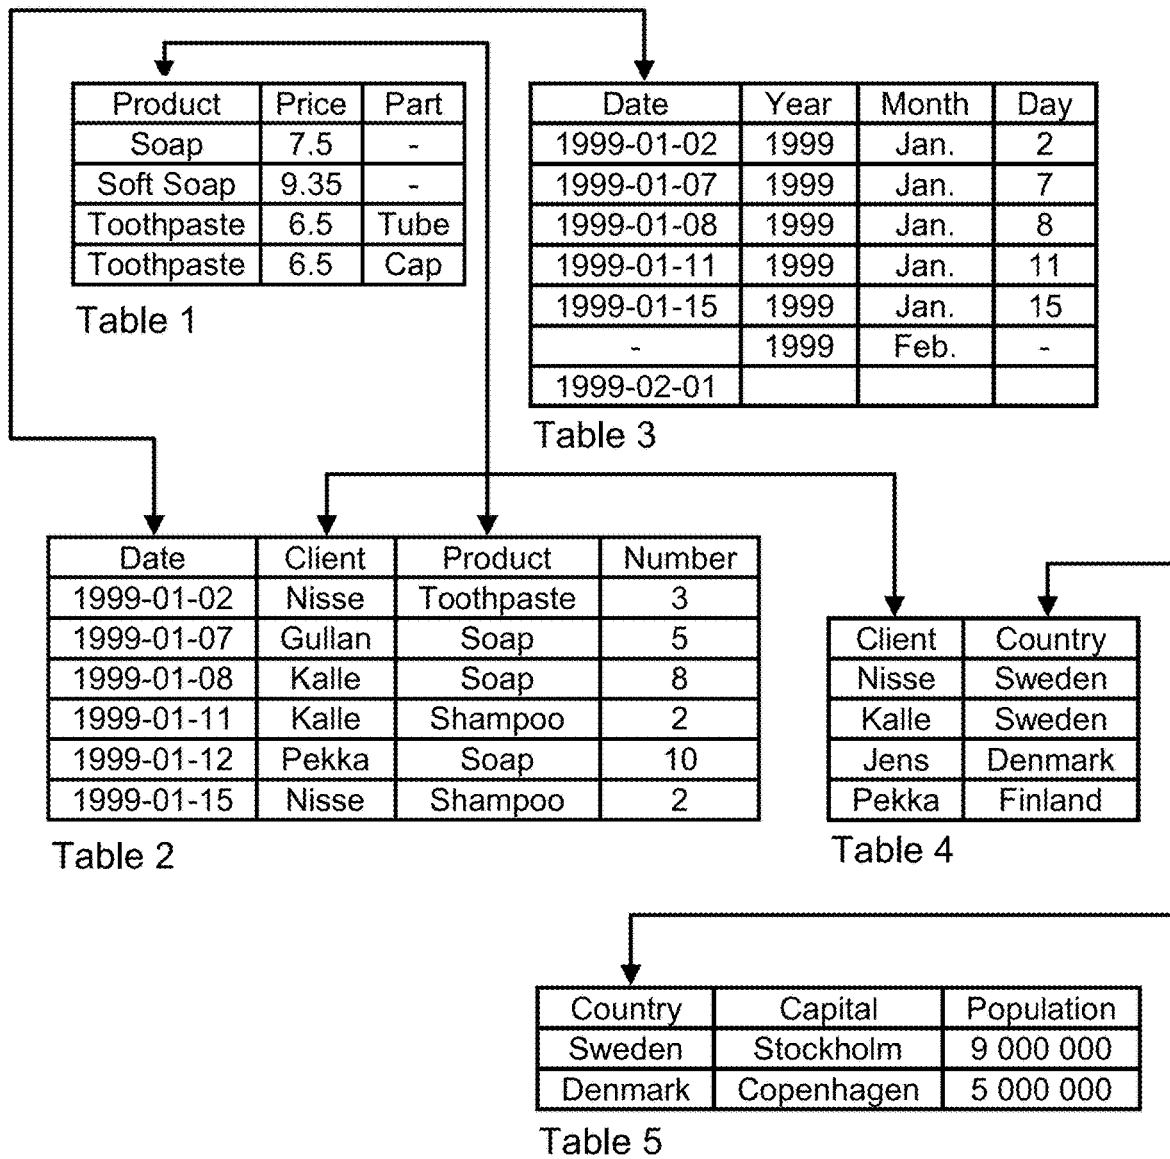 Product Price Part
Soap 7.5 -
Soft Soap 9.35 -
Toothpaste 6.5 Tube
Toothpaste 6.5 Cap
Table 1
Date Year Month Day
1999-01-02 1999 Jan. 2
1999-01-07 1999 Jan. 7
1999-01-08 1999 Jan. 8
1999-01-11 1999 Jan. 11
1999-01-15 1999 Jan. 15
- 1999 Feb. -
1999-02-01
Table 3
Date Client Product Number
1999-01-02 Nisse Toothpaste 3
1999-01-07 Gullan Soap 5
1999-01-08 Kalle Soap 8
1999-01-11 Kalle Shampoo 2
1999-01-12 Pekka Soap 10
1999-01-15 Nisse Shampoo 2
Table 2
Client Country
Nisse Sweden
Kalle Sweden
Jens Denmark
Pekka Finland
Table 4
Country Capital Population
Sweden Stockholm 9 000 000
Denmark Copenhagen 5 000 000
Table 5